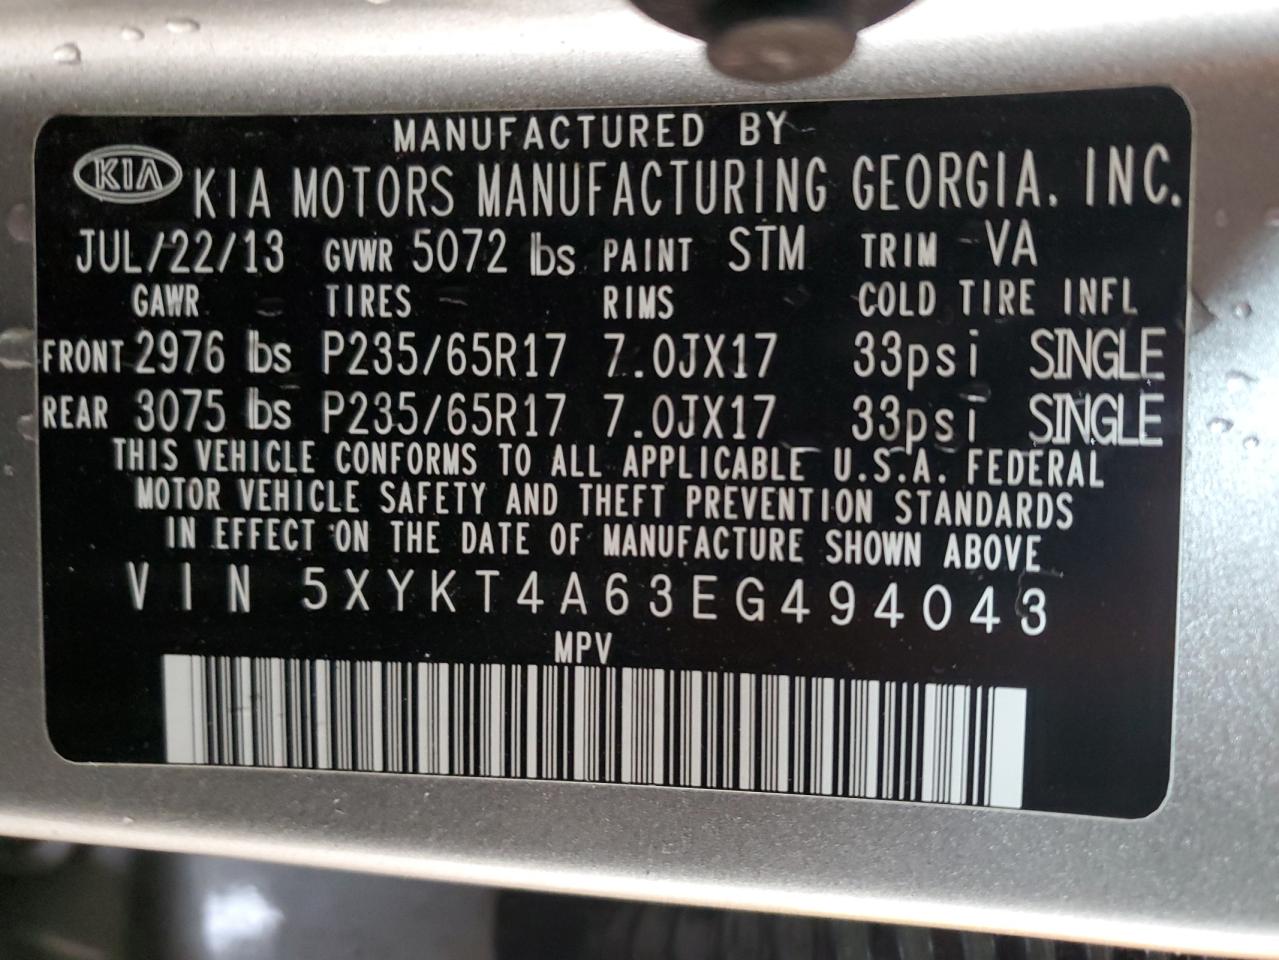 MANUFACTURED BY
KIA KIA MOTORS MANUFACTURING GEORGIA, INC.
JUL/22/13 GVWR 5072 lbs PAINT STM TRIM VA
GAWR TIRES RIMS COLD TIRE INFL
FRONT 2976 lbs P235/65R17 7.0JX17 33psi SINGLE
REAR 3075 lbs P235/65R17 7.0JX17 33psi SINGLE
THIS VEHICLE CONFORMS TO ALL APPLICABLE U.S.A. FEDERAL
MOTOR VEHICLE SAFETY AND THEFT PREVENTION STANDARDS
IN EFFECT ON THE DATE OF MANUFACTURE SHOWN ABOVE
VIN 5XYKT4A63EG494043
MPV